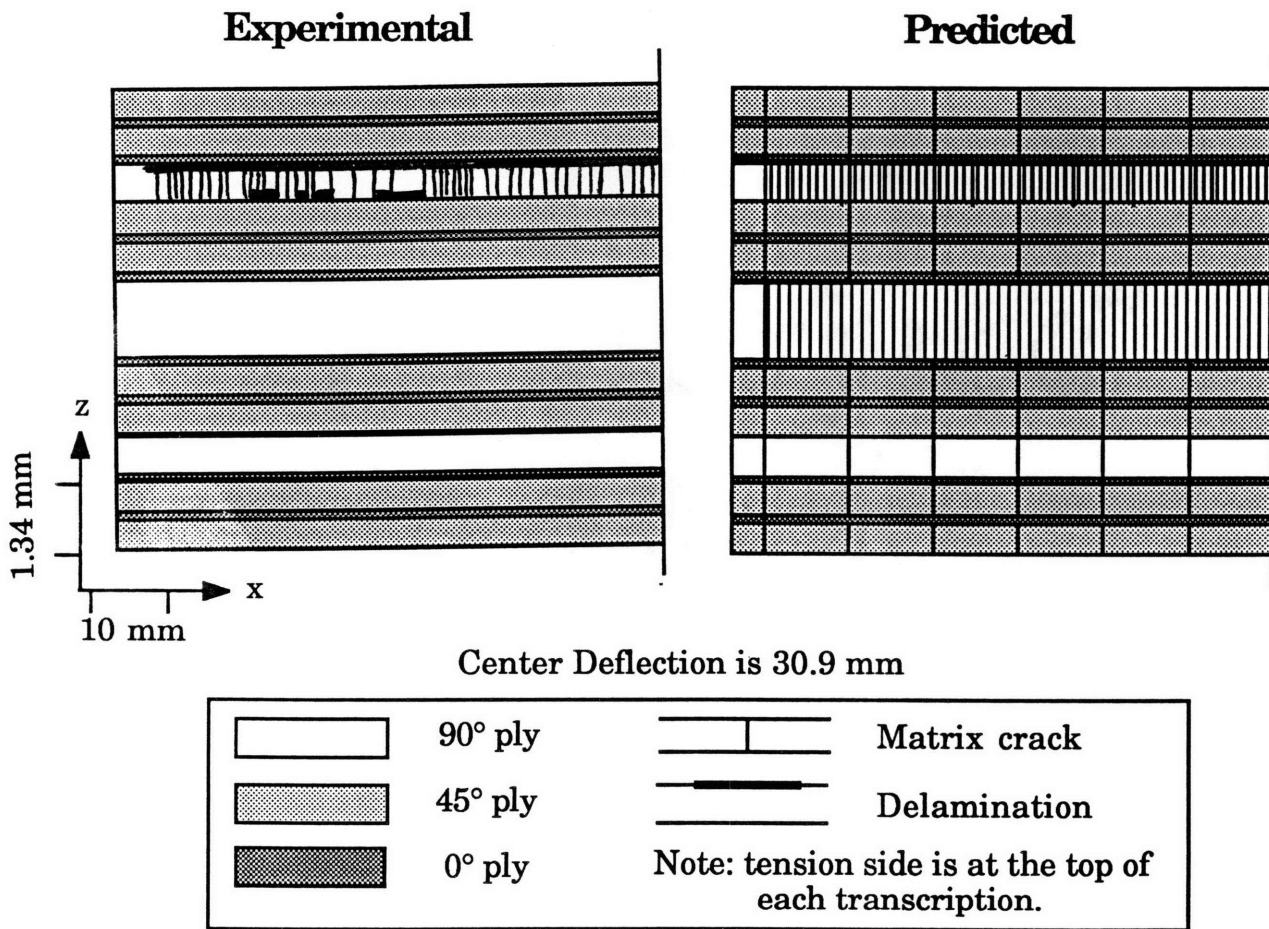 Experimental
Predicted
z
1.34 mm
x
10 mm
Center Deflection is 30.9 mm
90° ply
Matrix crack
45° ply
Delamination
0° ply
Note: tension side is at the top of
each transcription.